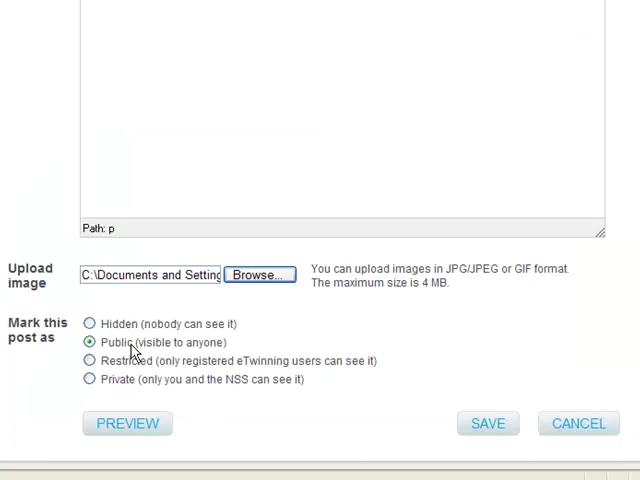 Path: p
Upload image
C:\Documents and Setting
Browse...
You can upload images in JPG/JPEG or GIF format.
The maximum size is 4 MB.
Mark this post as
Hidden (nobody can see it)
Public (visible to anyone)
Restricted (only registered eTwinning users can see it)
Private (only you and the NSS can see it)
PREVIEW
SAVE
CANCEL